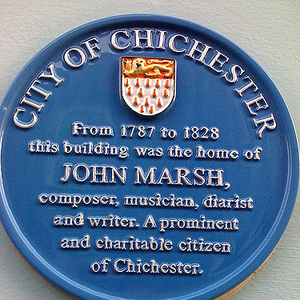 CITY OF CHICHESTER
From 1787 to 1828
this building was the home of
JOHN MARSH,
composer, musician, diarist
and writer. A prominent
and charitable citizen
of Chichester.